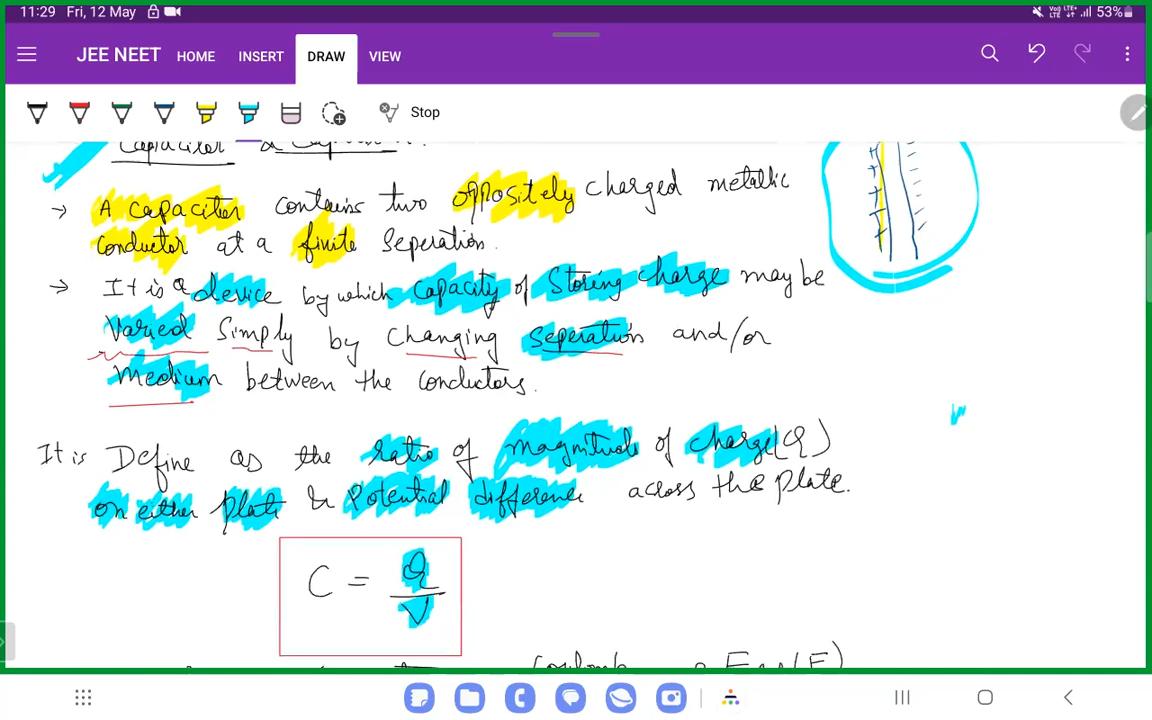 11:29 Fri, 12 May
53%
JEE NEET HOME INSERT DRAW VIEW
Stop
Capacitor &
→ A capacitor contains two oppositely charged metallic
conductor at a finite Seperation.
→ It is a device by which capacity of Storing charge may be
Varied Simply by Changing Seperation and/or
Medium between the conductors.
It is Define as the ratio of magnitude of charge(Q)
on either plate & Potential difference across the plate.
C = Q
V
Coulomb